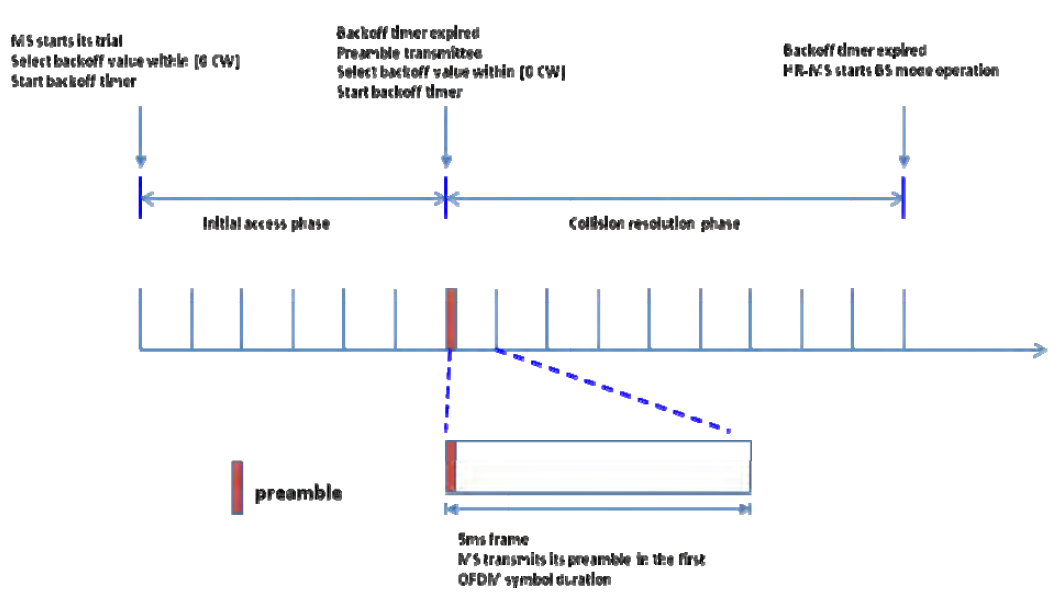 MS starts its trial
Select backoff value within [0 CW]
Start backoff timer
Backoff timer expired
Preamble transmittee
Select backoff value within [0 CW]
Start backoff timer
Backoff timer expired
HR-MS starts BS mode operation
Initial access phase
Collision resolution phase
preamble
5ms frame
MS transmits its preamble in the first
OFDM symbol duration